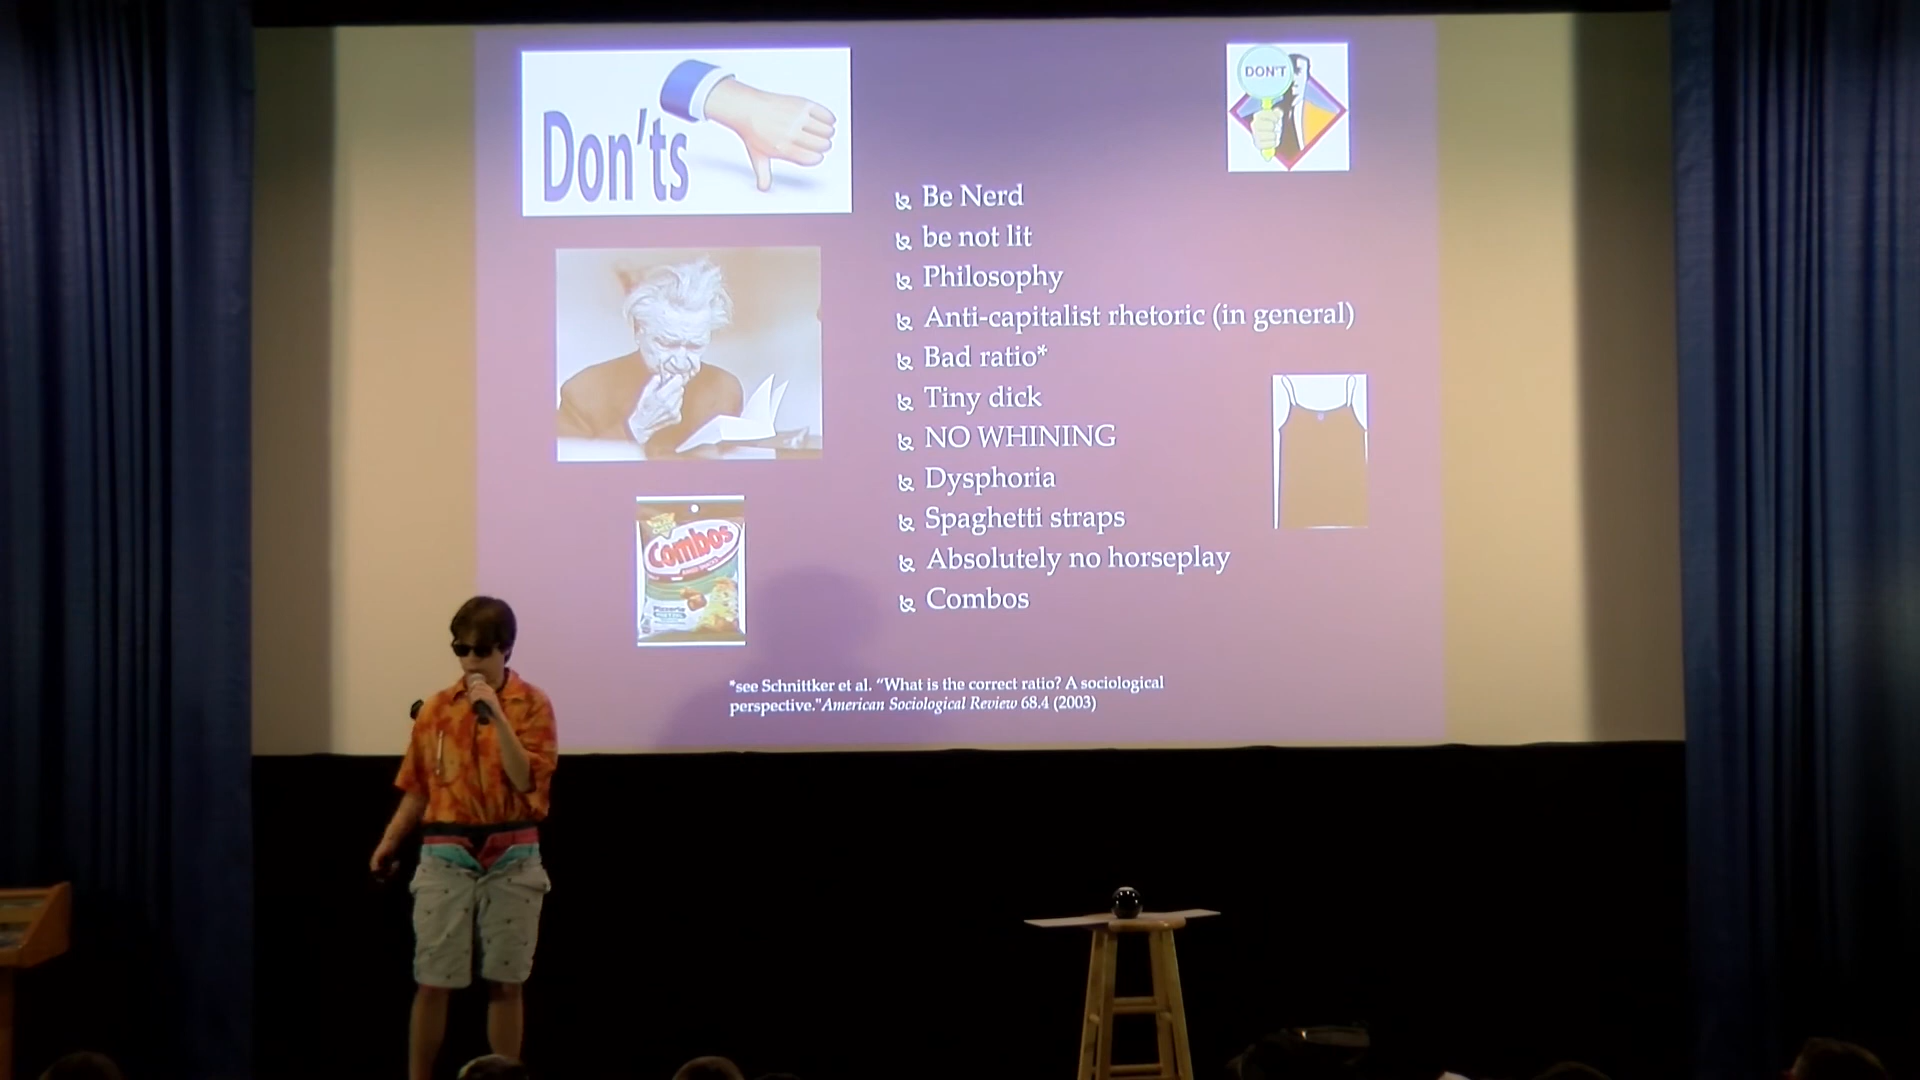 Don'ts
DON'T
Be Nerd
be not lit
Philosophy
Anti-capitalist rhetoric (in general)
Bad ratio*
Tiny dick
NO WHINING
Dysphoria
Spaghetti straps
Absolutely no horseplay
Combos
Combos
*see Schnittker et al. “What is the correct ratio? A sociological
perspective."American Sociological Review 68.4 (2003)